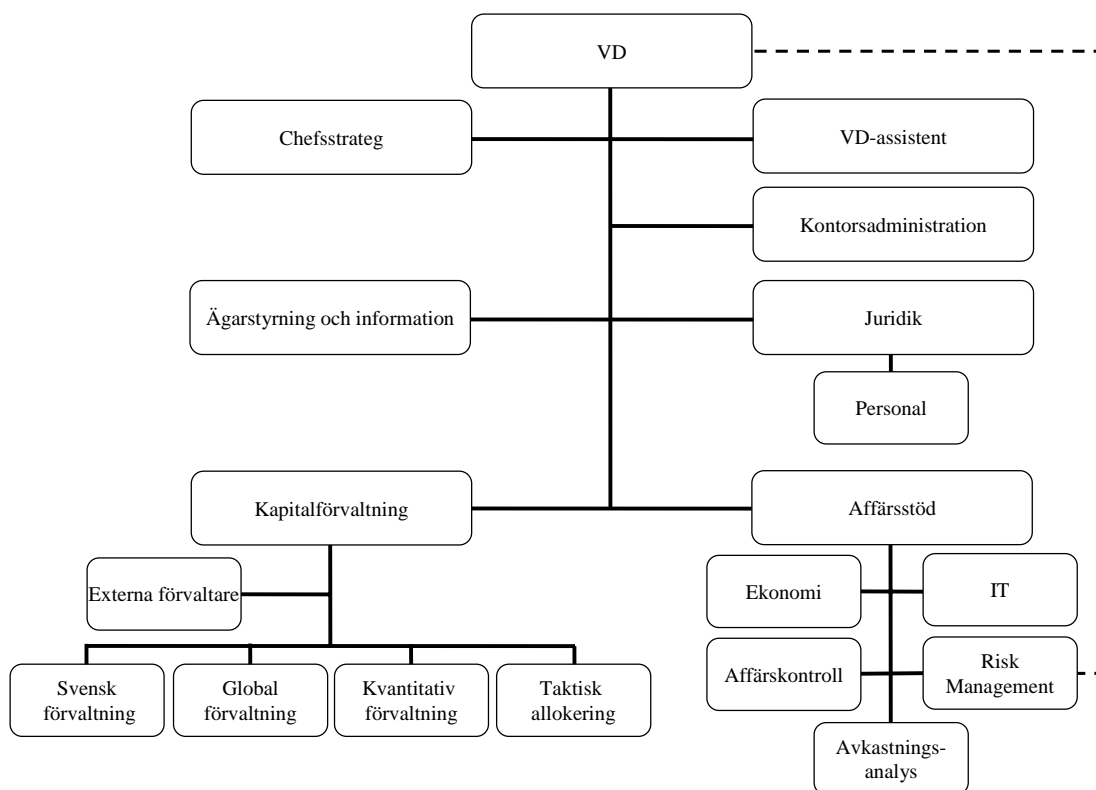 VD
Chefsstrateg
VD-assistent
Kontorsadministration
Ägarstyrning och information
Juridik
Personal
Kapitalförvaltning
Affärsstöd
Externa förvaltare
Ekonomi
IT
Svensk
förvaltning
Global
förvaltning
Kvantitativ
förvaltning
Taktisk
allokering
Affärskontroll
Risk
Management
Avkastnings-
analys